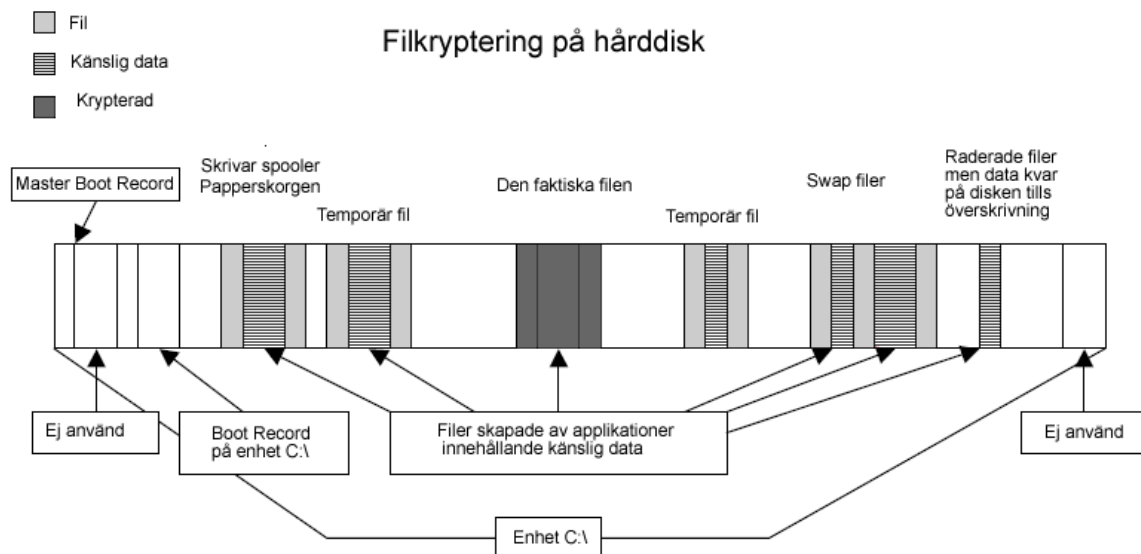 Fil
Känslig data
Krypterad
Filkryptering på hårddisk
Master Boot Record
Skrivar spooler
Papperskorgen
Temporär fil
Den faktiska filen
Temporär fil
Swap filer
Raderade filer
men data kvar
på disken tills
överskrivning
Ej använd
Boot Record
på enhet C:\
Filer skapade av applikationer
innehållande känslig data
Ej använd
Enhet C:\